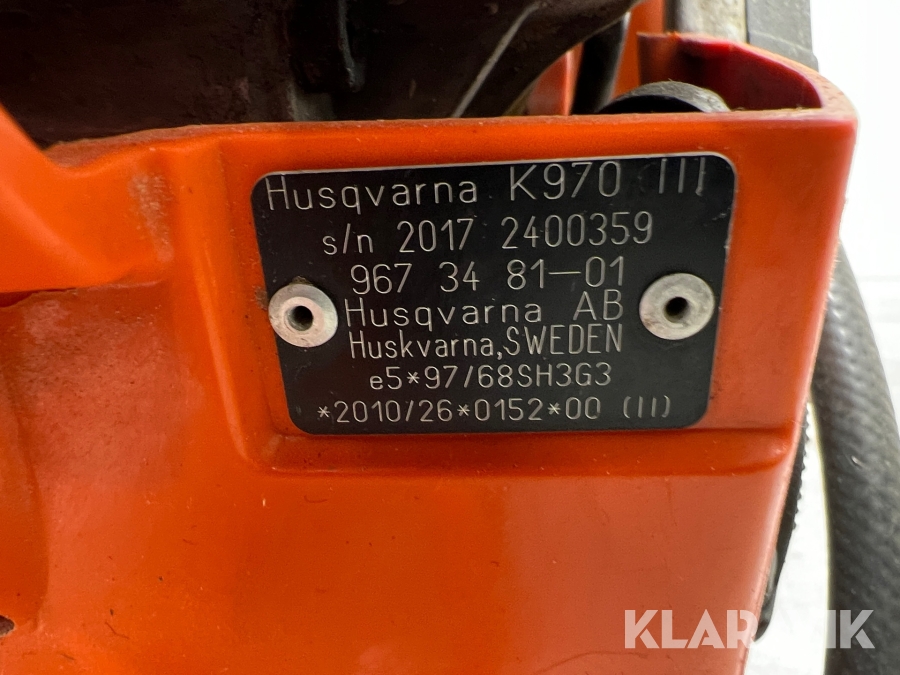 Husqvarna K970 III
s/n 2017 2400359
967 34 81-01
Husqvarna AB
Huskvarna, SWEDEN
e5*97/68SH3G3
*2010/26*0152*00 (II)
KLARAVIK